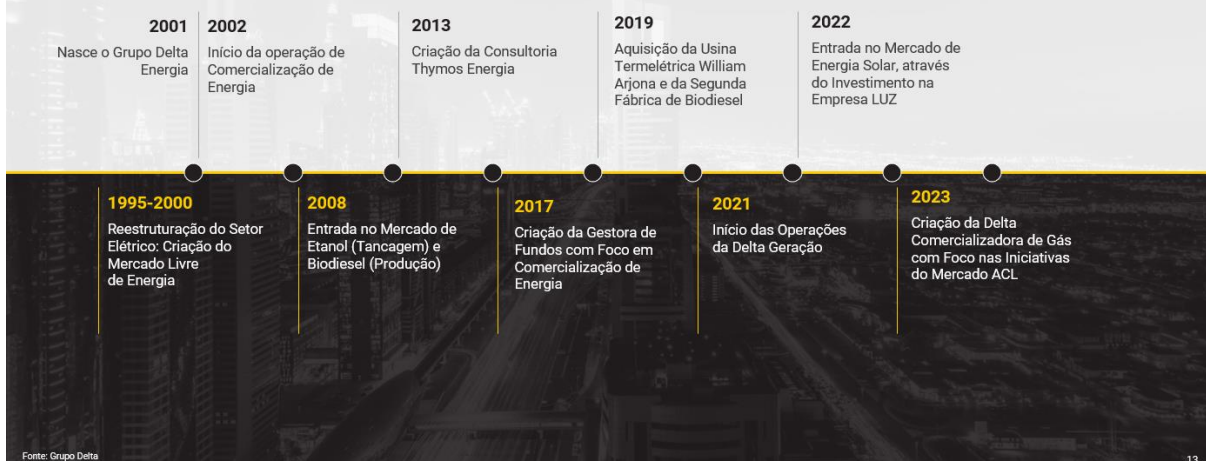 2001
Nasce o Grupo Delta
Energia
2002
Início da operação de
Comercialização de
Energia
2013
Criação da Consultoria
Thymos Energia
2019
Aquisição da Usina
Termelétrica William
Arjona e da Segunda
Fábrica de Biodiesel
2022
Entrada no Mercado de
Energia Solar, através
do Investimento na
Empresa LUZ
1995-2000
Reestruturação do Setor
Elétrico: Criação do
Mercado Livre
de Energia
2008
Entrada no Mercado de
Etanol (Tancagem) e
Biodiesel (Produção)
2017
Criação da Gestora de
Fundos com Foco em
Comercialização de
Energia
2021
Início das Operações
da Delta Geração
2023
Criação da Delta
Comercializadora de Gás
com Foco nas Iniciativas
do Mercado ACL
Fonte: Grupo Delta
13